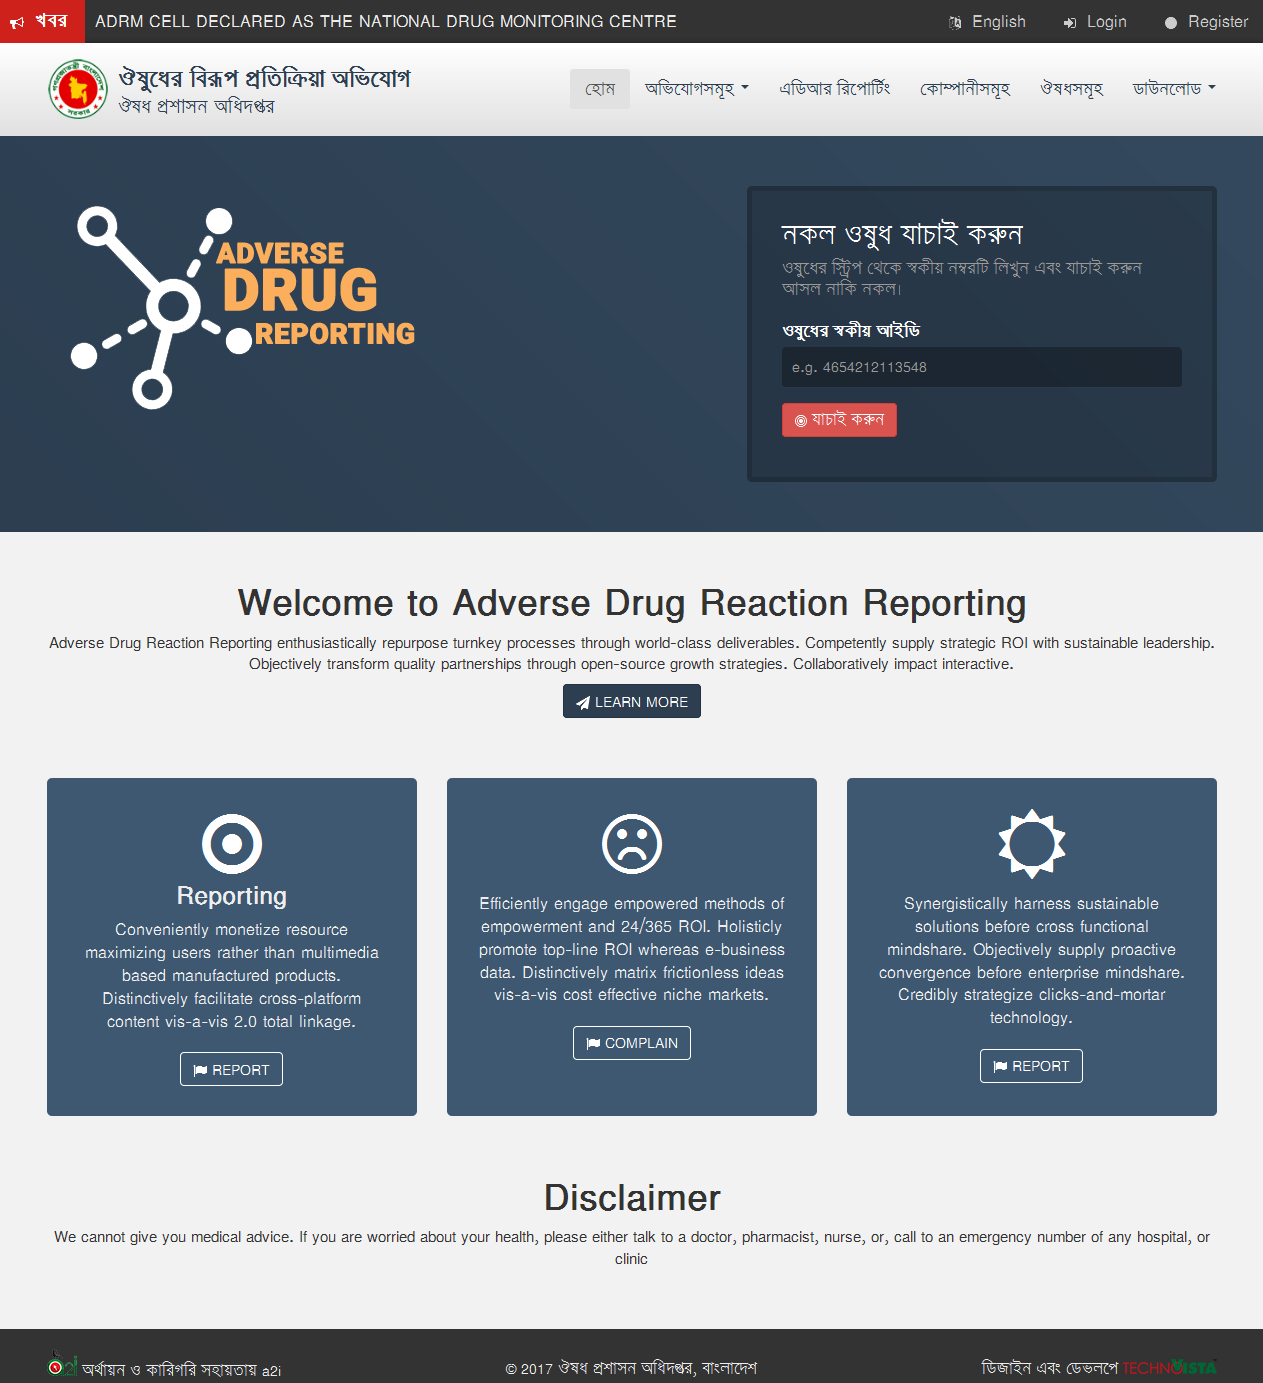 খবর
ADRM CELL DECLARED AS THE NATIONAL DRUG MONITORING CENTRE
English
Login
Register
ঔষুধের বিরূপ প্রতিক্রিয়া অভিযোগ
ঔষধ প্রশাসন অধিদপ্তর
হোম
অভিযোগসমূহ
এডিআর রিপোর্টিং
কোম্পানীসমূহ
ঔষধসমূহ
ডাউনলোড
ADVERSE
DRUG
REPORTING
নকল ওষুধ যাচাই করুন
ওষুধের স্ট্রিপ থেকে স্বকীয় নম্বরটি লিখুন এবং যাচাই করুন
আসল নাকি নকল।
ওষুধের স্বকীয় আইডি
e.g. 4654212113548
যাচাই করুন
Welcome to Adverse Drug Reaction Reporting
Adverse Drug Reaction Reporting enthusiastically repurpose turnkey processes through world-class deliverables. Competently supply strategic ROI with sustainable leadership.
Objectively transform quality partnerships through open-source growth strategies. Collaboratively impact interactive.
LEARN MORE
Reporting
Conveniently monetize resource
maximizing users rather than multimedia
based manufactured products.
Distinctively facilitate cross-platform
content vis-a-vis 2.0 total linkage.
REPORT
Efficiently engage empowered methods of
empowerment and 24/365 ROI. Holisticly
promote top-line ROI whereas e-business
data. Distinctively matrix frictionless ideas
vis-a-vis cost effective niche markets.
COMPLAIN
Synergistically harness sustainable
solutions before cross functional
mindshare. Objectively supply proactive
convergence before enterprise mindshare.
Credibly strategize clicks-and-mortar
technology.
REPORT
Disclaimer
We cannot give you medical advice. If you are worried about your health, please either talk to a doctor, pharmacist, nurse, or, call to an emergency number of any hospital, or
clinic
অর্থায়ন ও কারিগরি সহায়তায় a2i
© 2017 ঔষধ প্রশাসন অধিদপ্তর, বাংলাদেশ
ডিজাইন এবং ডেভলপে TECHNOVISTA